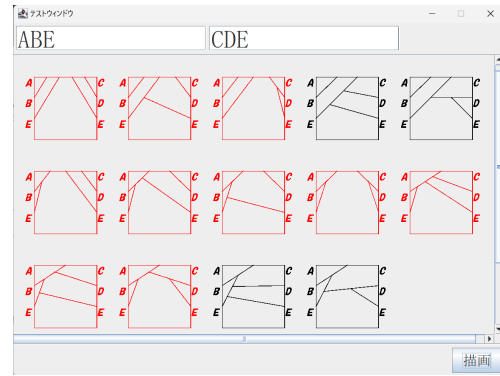 テストウィンドウ
ABE CDE
A C A C A C A C A C
B D B D B D B D B D
E E E E E E E E E E
A C A C A C A C A C
B D B D B D B D B D
E E E E E E E E E E
A C A C A C A C
B D B D B D B D
E E E E E E E E
描画